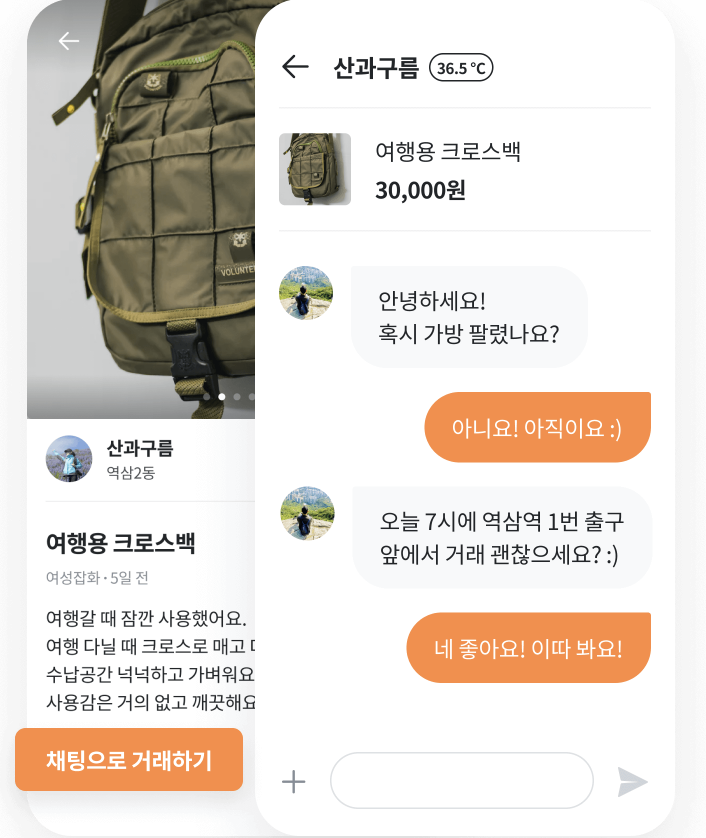 산과구름 36.5 °C
여행용 크로스백
30,000원
안녕하세요!
혹시 가방 팔렸나요?
아니요! 아직이요 :)
오늘 7시에 역삼역 1번 출구
앞에서 거래 괜찮으세요? :)
네 좋아요! 이따 봐요!
VOLUNTE
산과구름
역삼2동
여행용 크로스백
여성잡화 · 5일 전
여행갈 때 잠깐 사용했어요.
여행 다닐 때 크로스로 매고
수납공간 넉넉하고 가벼워요
사용감은 거의 없고 깨끗해요
채팅으로 거래하기